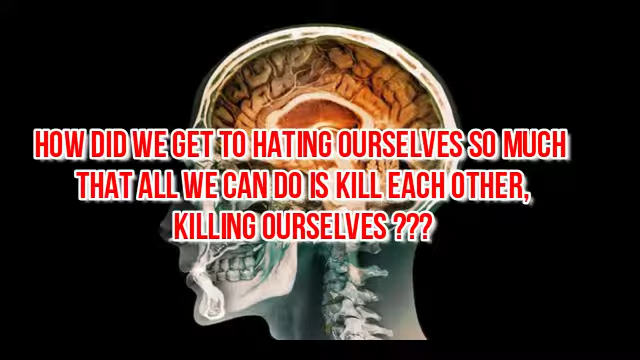 HOW DID WE GET TO HATING OURSELVES SO MUCH
THAT ALL WE CAN DO IS KILL EACH OTHER,
KILLING OURSELVES ???